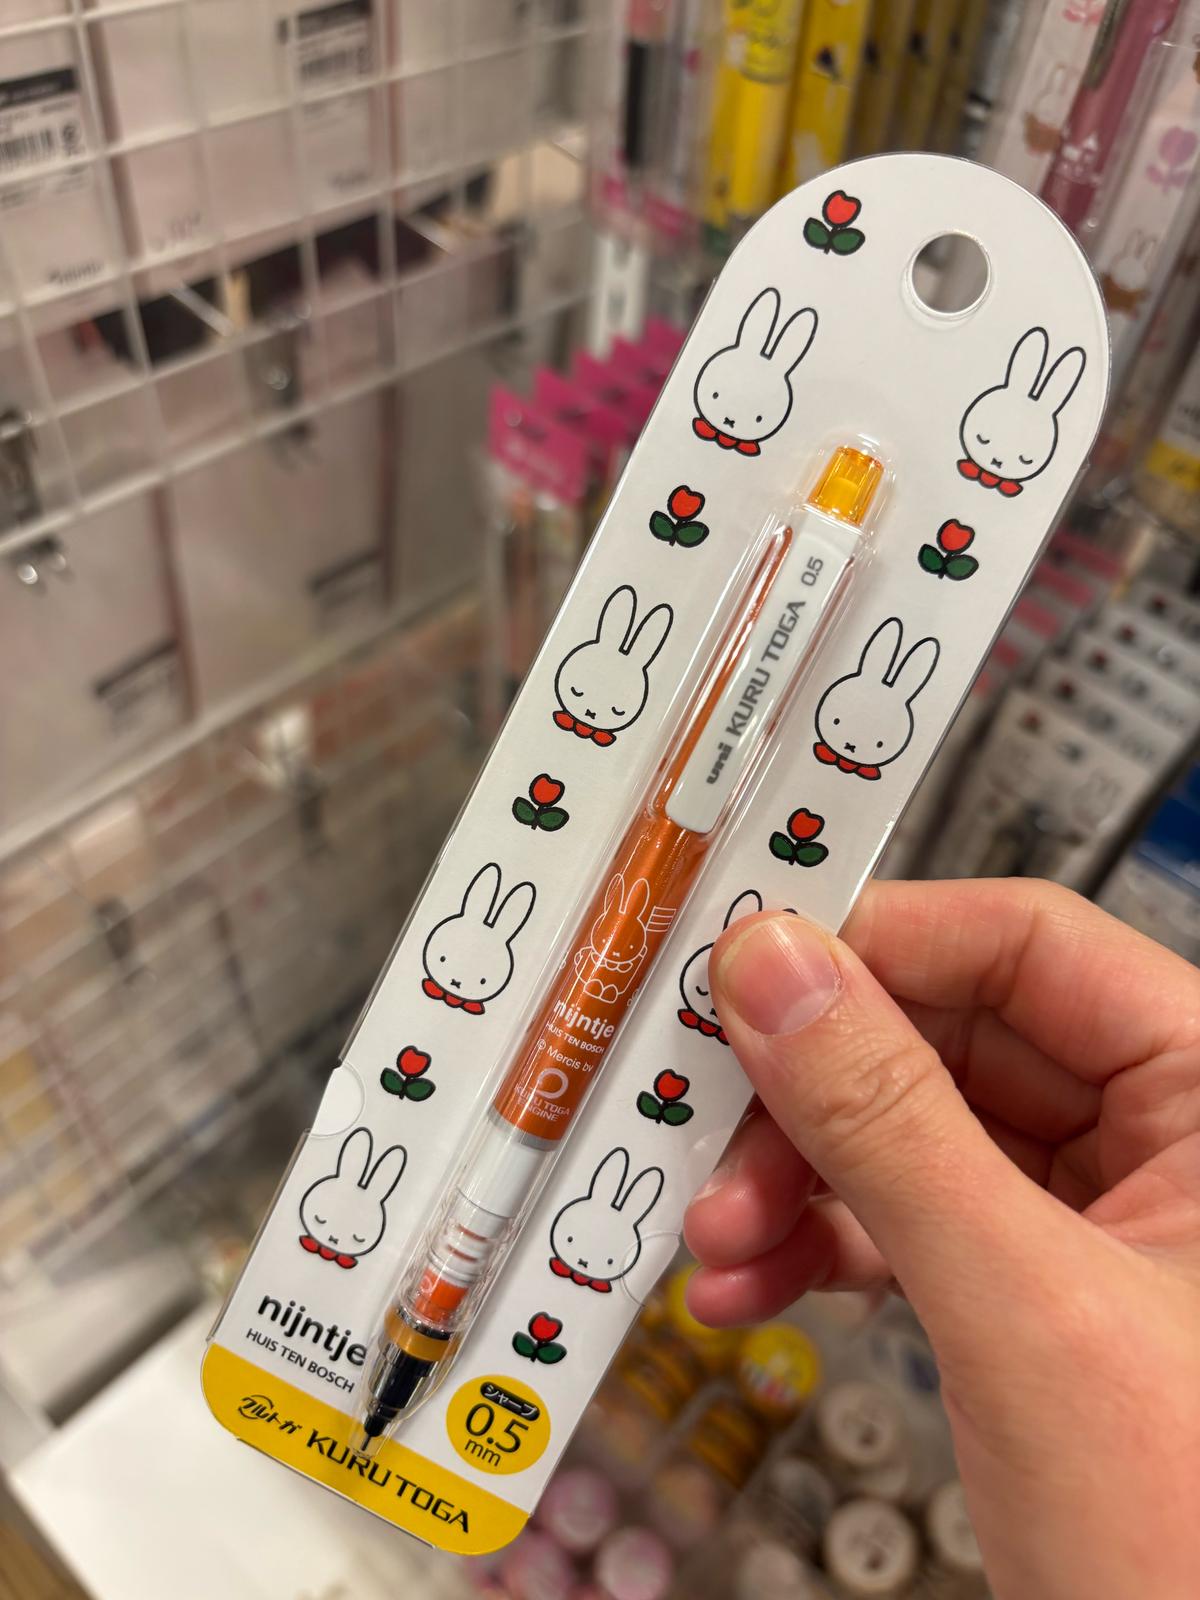 uni KURU TOGA 0.5
nijntje
HUIS TEN BOSCH
© Mercis bv
KURU TOGA
ENGINE
nijntje
HUIS TEN BOSCH
シャープ
0.5
mm
クルトガ KURU TOGA